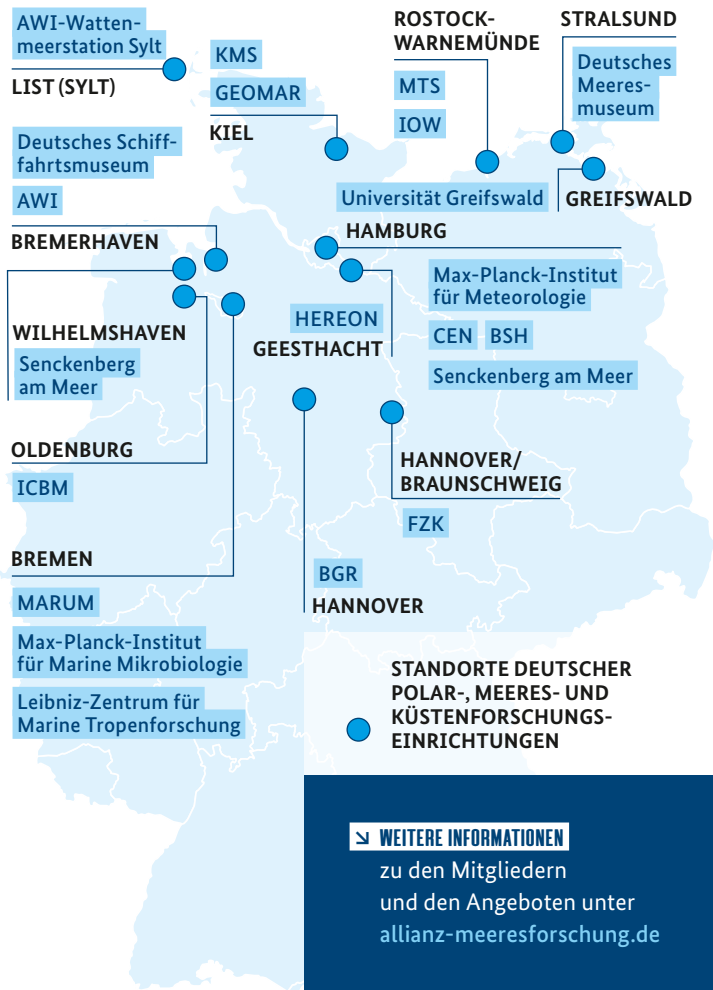 AWI-Watten-
meerstation Sylt
LIST (SYLT)
KMS
GEOMAR
KIEL
ROSTOCK-
WARNEMÜNDE
MTS
IOW
STRALSUND
Deutsches
Meeres-
museum
Deutsches Schiff-
fahrtsmuseum
AWI
BREMERHAVEN
Universität Greifswald
GREIFSWALD
HAMBURG
Max-Planck-Institut
für Meteorologie
CEN BSH
Senckenberg am Meer
HEREON
GEESTHACHT
WILHELMSHAVEN
Senckenberg
am Meer
OLDENBURG
ICBM
HANNOVER/
BRAUNSCHWEIG
FZK
BREMEN
MARUM
Max-Planck-Institut
für Marine Mikrobiologie
Leibniz-Zentrum für
Marine Tropenforschung
BGR
HANNOVER
STANDORTE DEUTSCHER
POLAR-, MEERES- UND
KÜSTENFORSCHUNGS-
EINRICHTUNGEN
WEITERE INFORMATIONEN
zu den Mitgliedern
und den Angeboten unter
allianz-meeresforschung.de